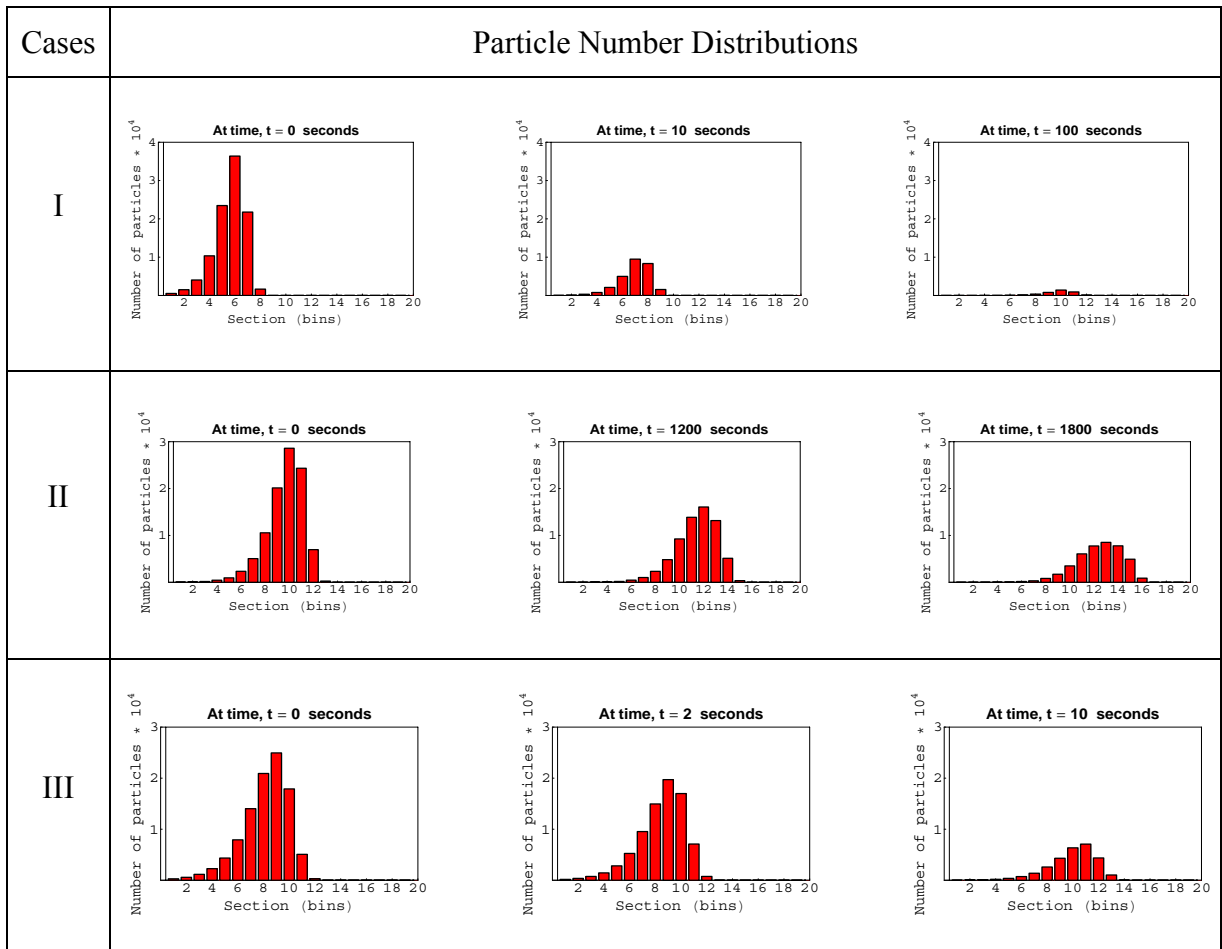 Cases Particle Number Distributions
I
At time, t = 0 seconds
Number of particles * 10^4
4
3
2
1
2 4 6 8 10 12 14 16 18 20
Section (bins)
At time, t = 10 seconds
Number of particles * 10^4
4
3
2
1
2 4 6 8 10 12 14 16 18 20
Section (bins)
At time, t = 100 seconds
Number of particles * 10^4
4
3
2
1
2 4 6 8 10 12 14 16 18 20
Section (bins)
II
At time, t = 0 seconds
Number of particles * 10^4
3
2
1
2 4 6 8 10 12 14 16 18 20
Section (bins)
At time, t = 1200 seconds
Number of particles * 10^4
3
2
1
2 4 6 8 10 12 14 16 18 20
Section (bins)
At time, t = 1800 seconds
Number of particles * 10^4
3
2
1
2 4 6 8 10 12 14 16 18 20
Section (bins)
III
At time, t = 0 seconds
Number of particles * 10^4
3
2
1
2 4 6 8 10 12 14 16 18 20
Section (bins)
At time, t = 2 seconds
Number of particles * 10^4
3
2
1
2 4 6 8 10 12 14 16 18 20
Section (bins)
At time, t = 10 seconds
Number of particles * 10^4
3
2
1
2 4 6 8 10 12 14 16 18 20
Section (bins)